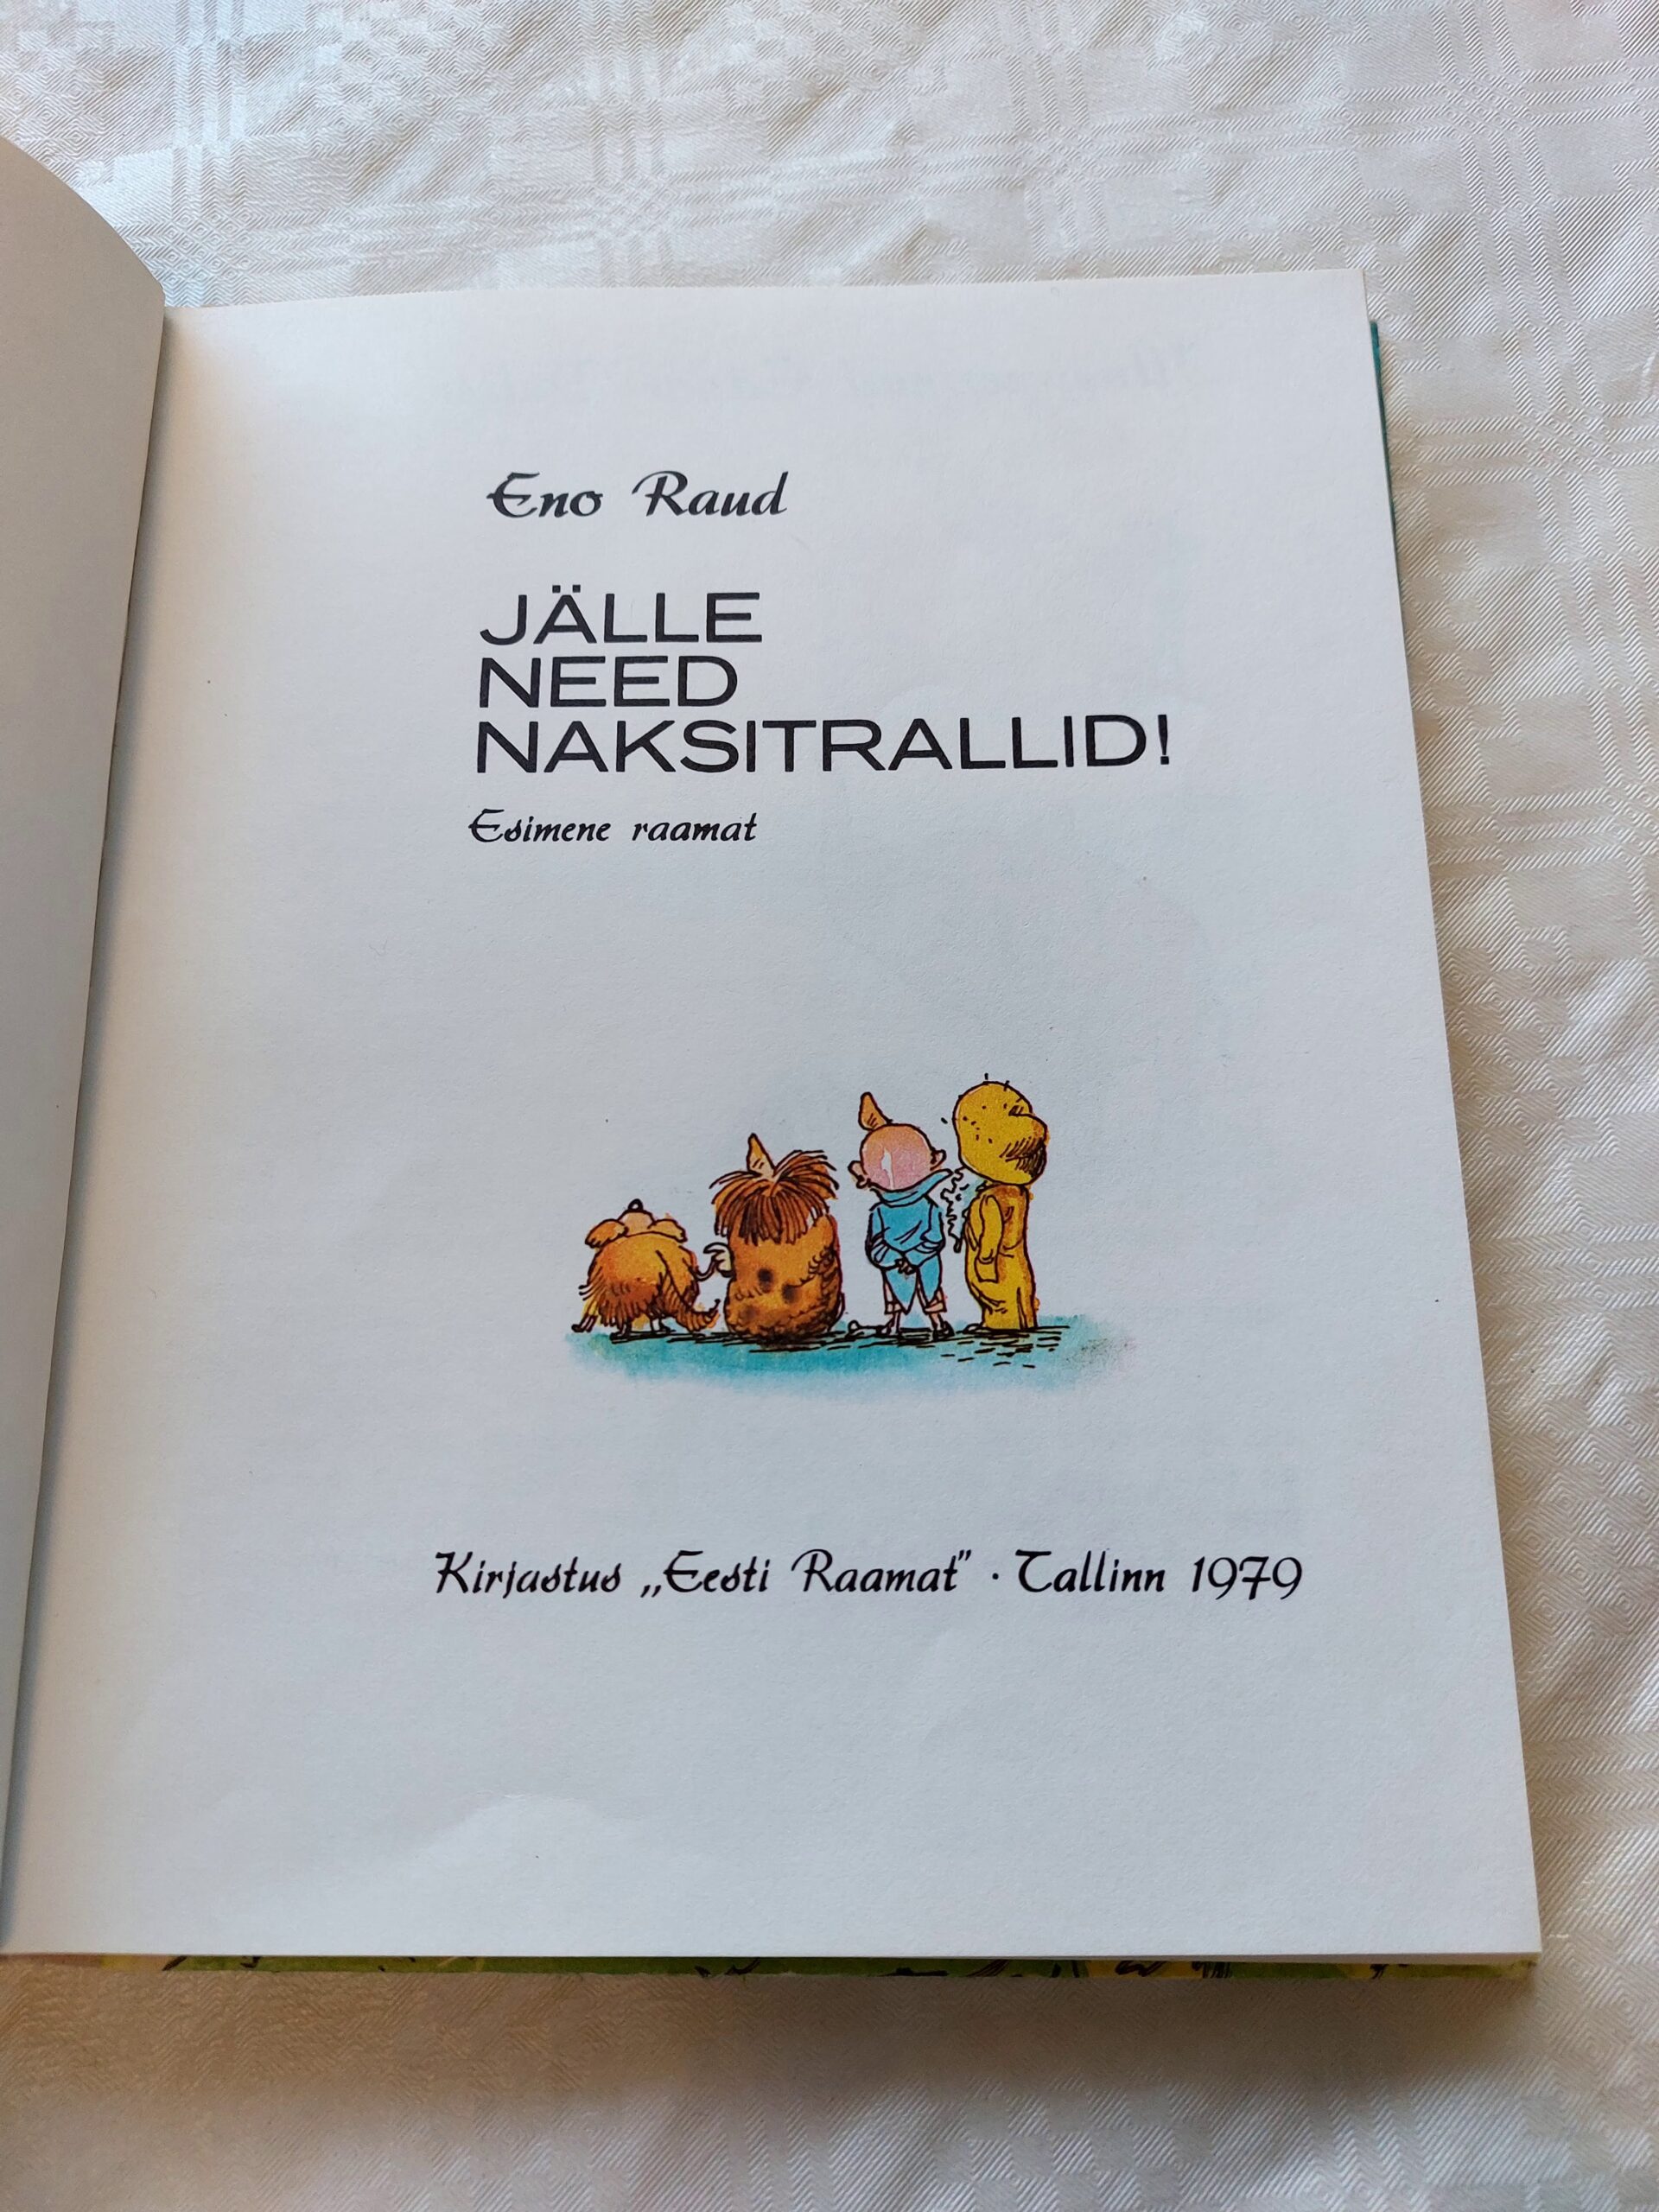 Eno Raud
JÄLLE
NEED
NAKSITRALLID!
Esimene raamat
Kirjastus „Eesti Raamat” · Tallinn 1979